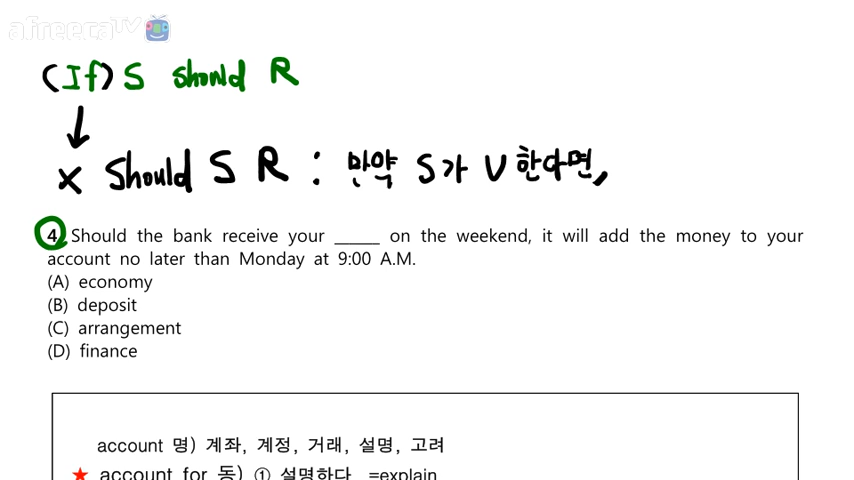 afreecaTV
(If) S should R
↓
X Should S R : 만약 S가 V 한다면,
4. Should the bank receive your _____ on the weekend, it will add the money to your
account no later than Monday at 9:00 A.M.
(A) economy
(B) deposit
(C) arrangement
(D) finance
account 명) 계좌, 계정, 거래, 설명, 고려
★ account for 동) ① 설명하다 =explain